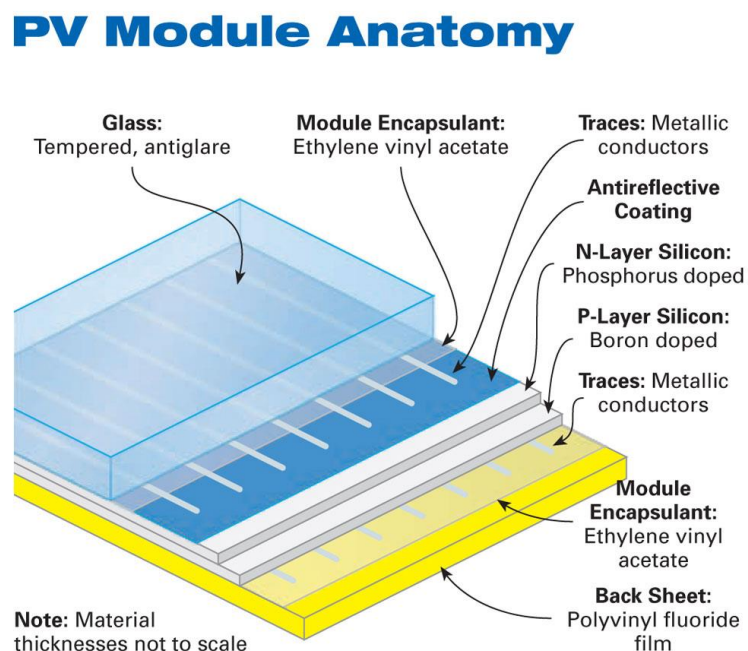 PV Module Anatomy
Glass:
Tempered, antiglare
Module Encapsulant:
Ethylene vinyl acetate
Traces: Metallic
conductors
Antireflective
Coating
N-Layer Silicon:
Phosphorus doped
P-Layer Silicon:
Boron doped
Traces: Metallic
conductors
Module
Encapsulant:
Ethylene vinyl
acetate
Back Sheet:
Polyvinyl fluoride
film
Note: Material
thicknesses not to scale